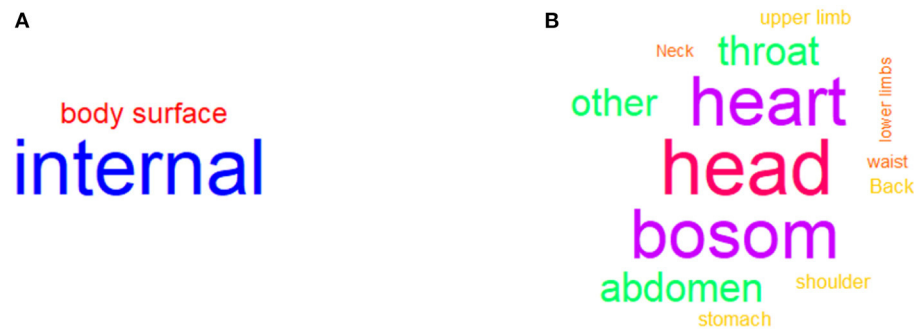 A
body surface
internal
B
upper limb
Neck
throat
lower limbs
other
heart
head
waist
Back
bosom
abdomen
shoulder
stomach